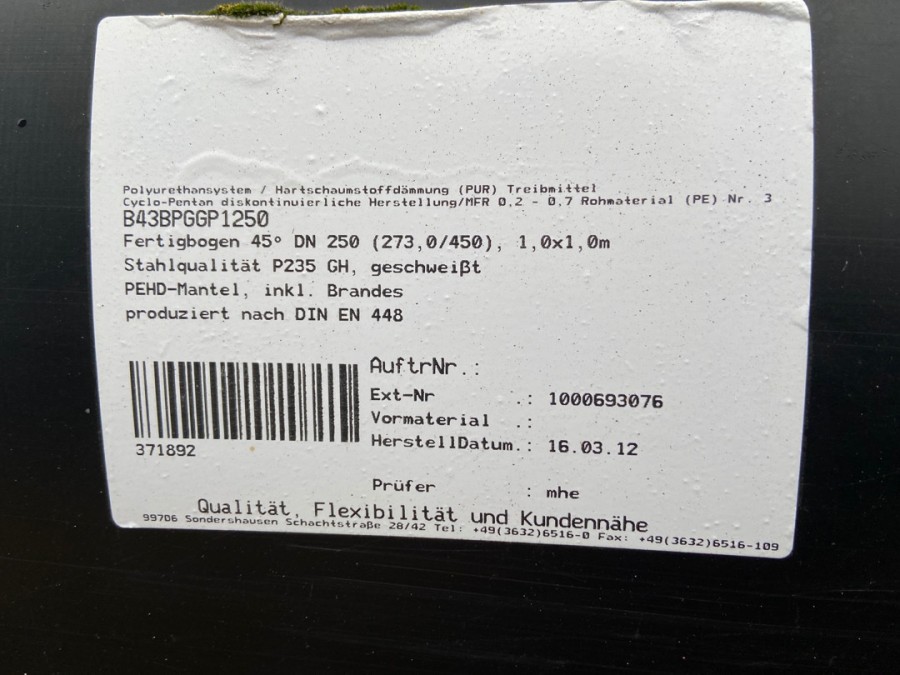 Polyurethansystem / Hartschaumstoffdämmung (PUR) Treibmittel
Cyclo-Pentan diskontinuierliche Herstellung/MFR 0,2 - 0,7 Rohmaterial (PE) Nr. 3
B43BPGGP1250
Fertigbogen 45° DN 250 (273,0/450), 1,0x1,0m
Stahlqualität P235 GH, geschweißt
PEHD-Mantel, inkl. Brandes
produziert nach DIN EN 448
AuftrNr.:
Ext-Nr .: 1000693076
Vormaterial .:
HerstellDatum.: 16.03.12
371892
Prüfer : mhe
Qualität, Flexibilität und Kundennähe
99706 Sondershausen Schachtstraße 28/42 Tel: +49(3632)6516-0 Fax: +49(3632)6516-109